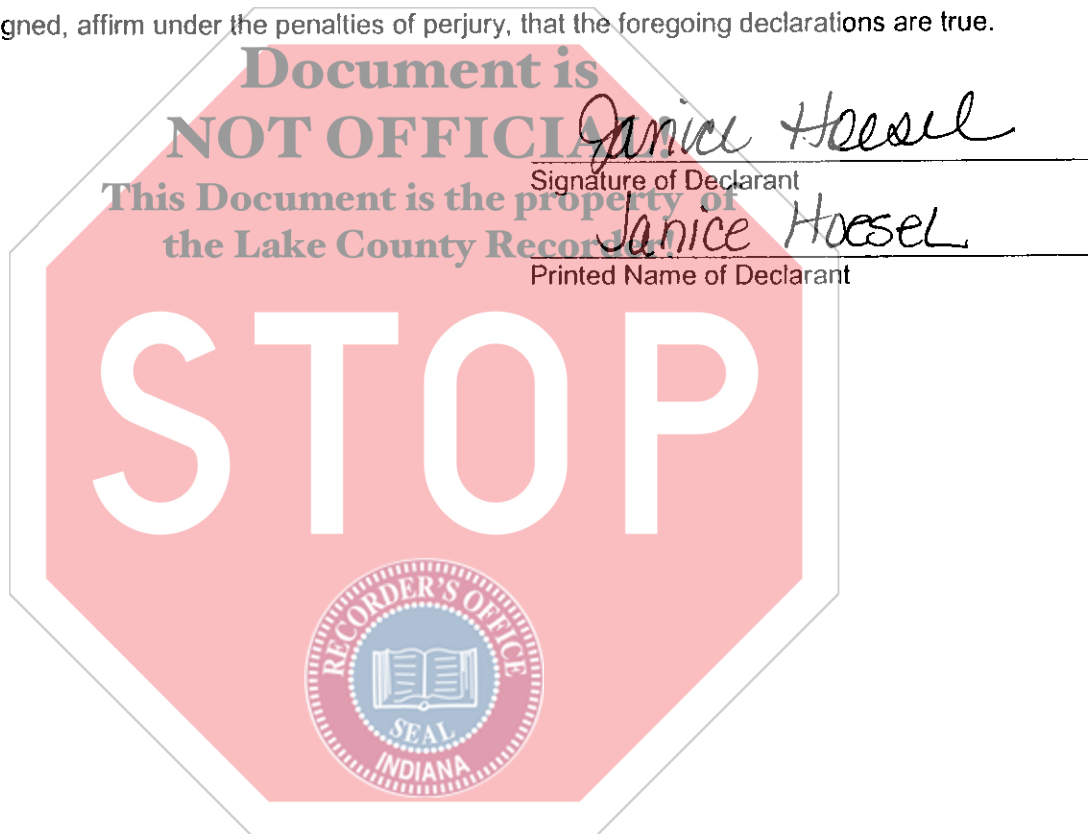 gned, affirm under the penalties of perjury, that the foregoing declarations are true.
Document is
NOT OFFICIAL!
This Document is the property of
the Lake County Recorder!
Janice Hoesel
Signature of Declarant
Janice Hoesel
Printed Name of Declarant
STOP
RECORDER'S OFFICE
SEAL
INDIANA